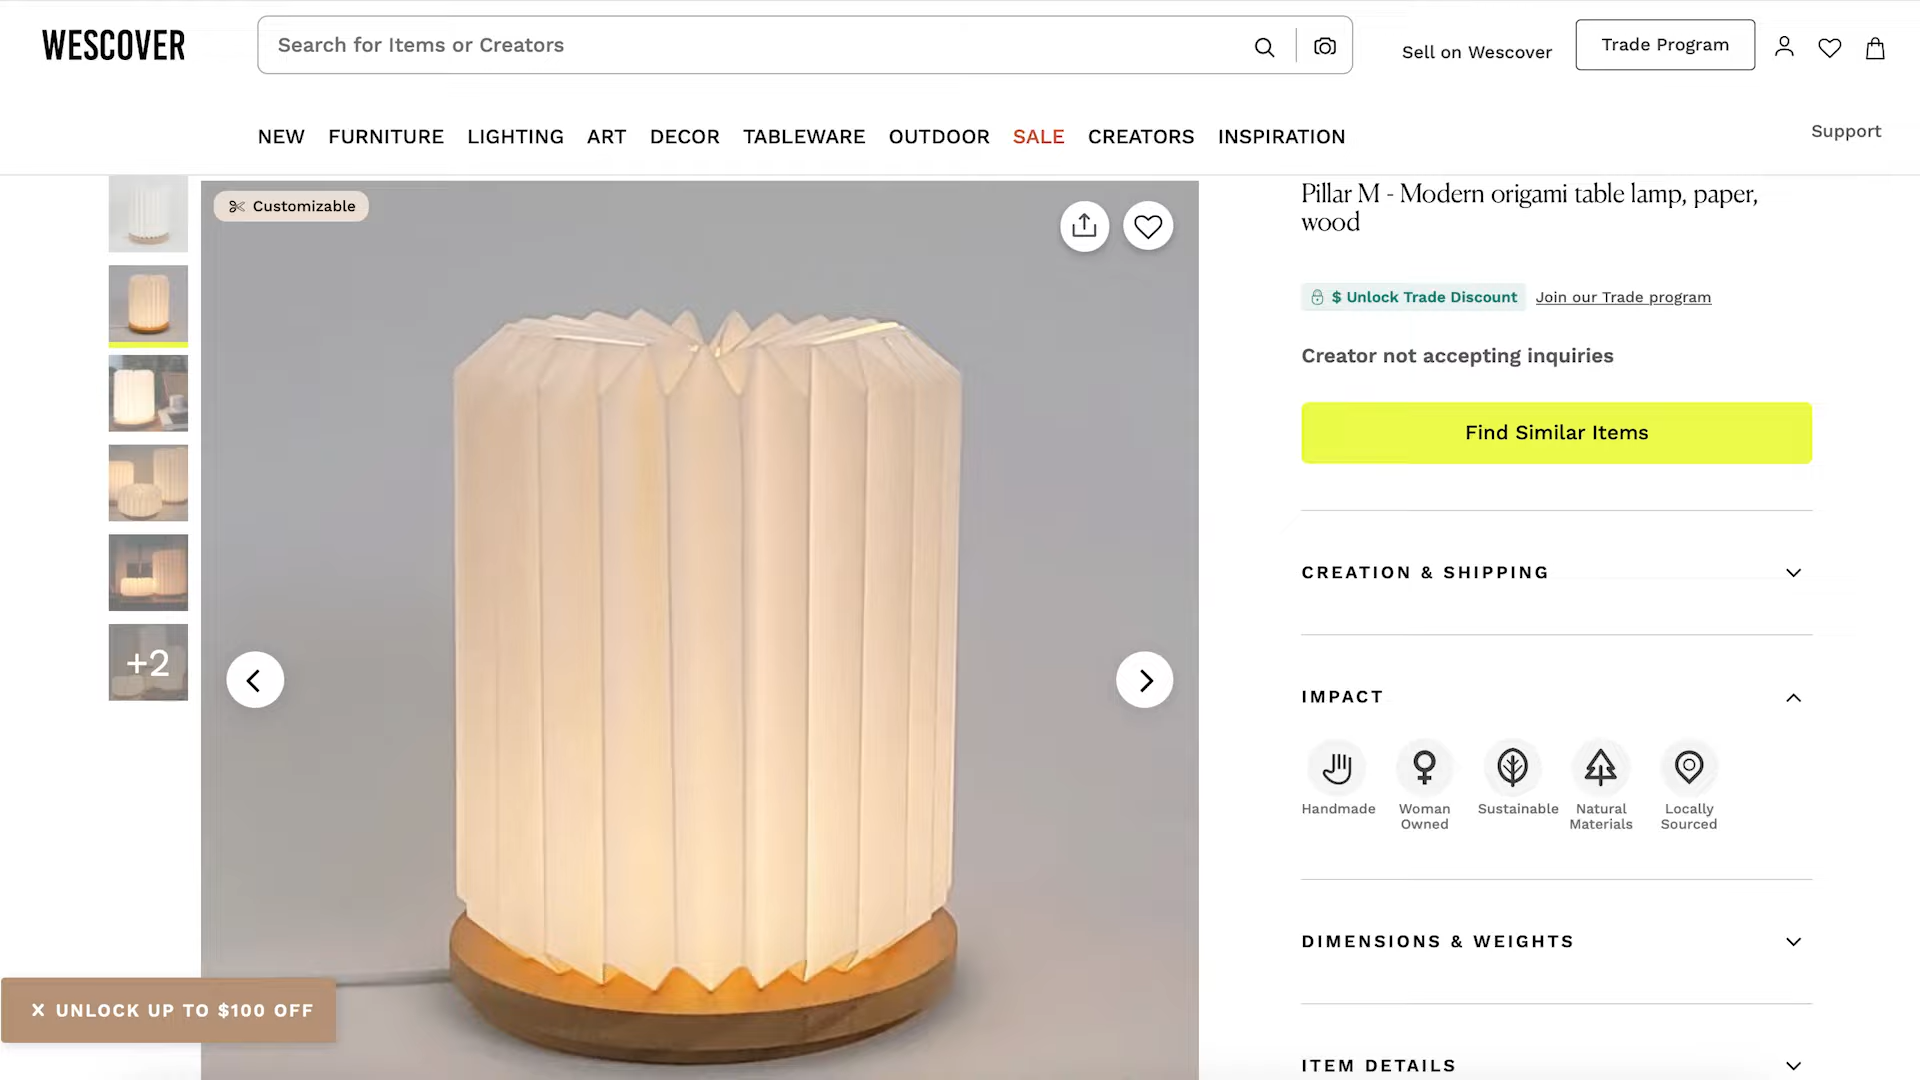 WESCOVER
Search for Items or Creators
Sell on Wescover
Trade Program
NEW FURNITURE LIGHTING ART DECOR TABLEWARE OUTDOOR SALE CREATORS INSPIRATION
Support
Customizable
Pillar M - Modern origami table lamp, paper,
wood
$ Unlock Trade Discount Join our Trade program
Creator not accepting inquiries
Find Similar Items
CREATION & SHIPPING
+2
IMPACT
Handmade
Woman
Owned
Sustainable
Natural
Materials
Locally
Sourced
DIMENSIONS & WEIGHTS
X UNLOCK UP TO $100 OFF
ITEM DETAILS